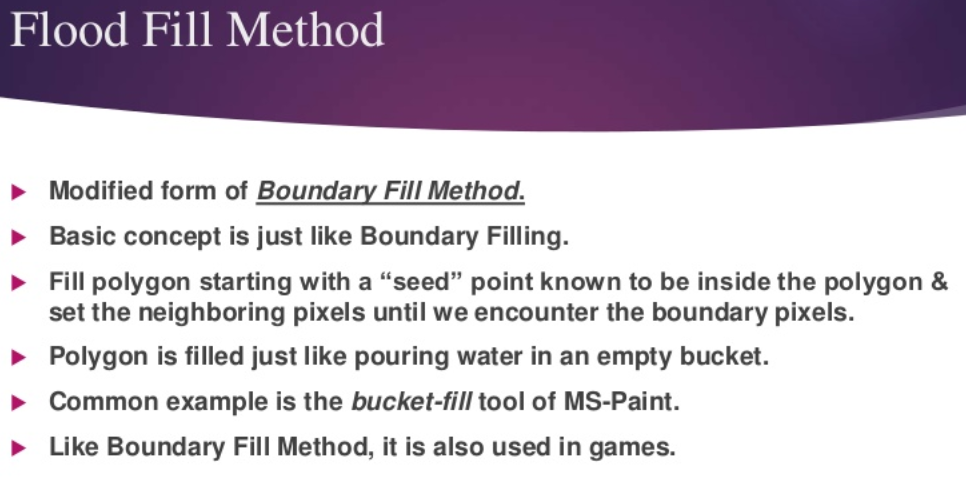 Flood Fill Method
▶ Modified form of Boundary Fill Method.
▶ Basic concept is just like Boundary Filling.
▶ Fill polygon starting with a “seed” point known to be inside the polygon &
set the neighboring pixels until we encounter the boundary pixels.
▶ Polygon is filled just like pouring water in an empty bucket.
▶ Common example is the bucket-fill tool of MS-Paint.
▶ Like Boundary Fill Method, it is also used in games.